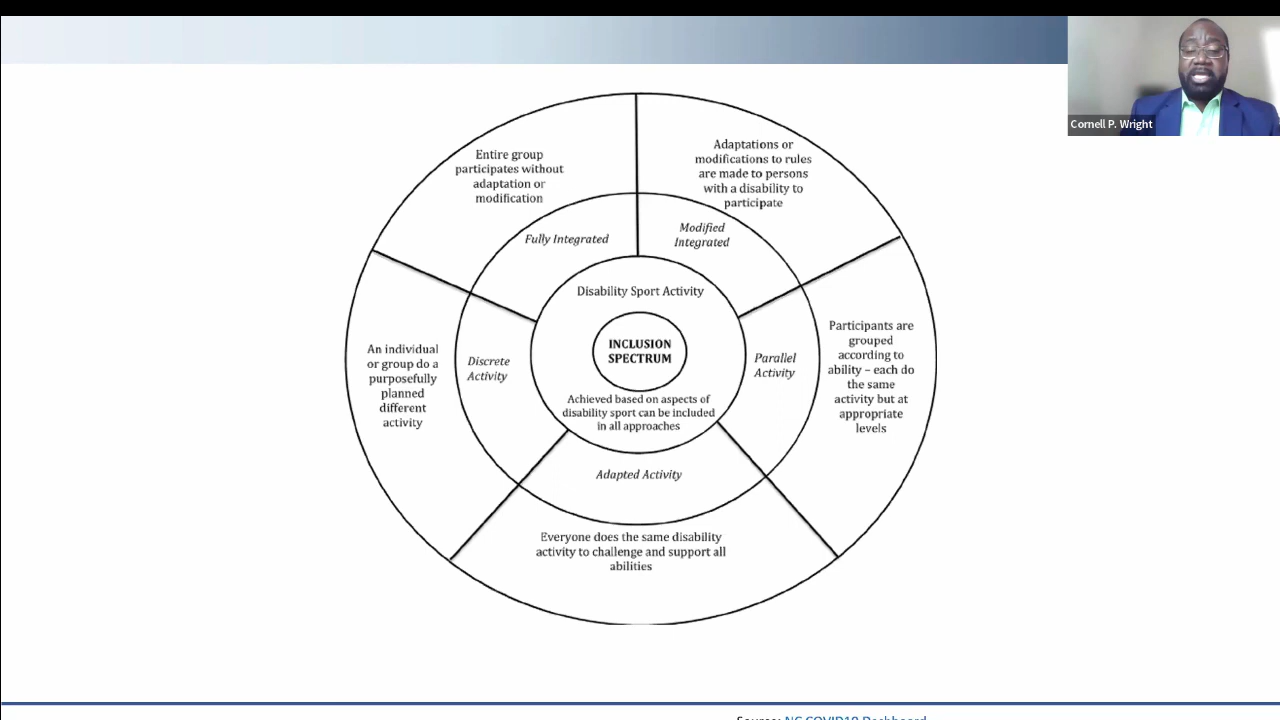 Cornell P. Wright
Entire group
participates without
adaptation or
modification
Adaptations or
modifications to rules
are made to persons
with a disability to
participate
Fully Integrated
Modified
Integrated
Disability Sport Activity
INCLUSION
SPECTRUM
Achieved based on aspects of
disability sport can be included
in all approaches
An individual
or group do a
purposefully
planned
different
activity
Discrete
Activity
Parallel
Activity
Participants are
grouped
according to
ability – each do
the same
activity but at
appropriate
levels
Adapted Activity
Everyone does the same disability
activity to challenge and support all
abilities
Source: NC COVID19 Dashboard